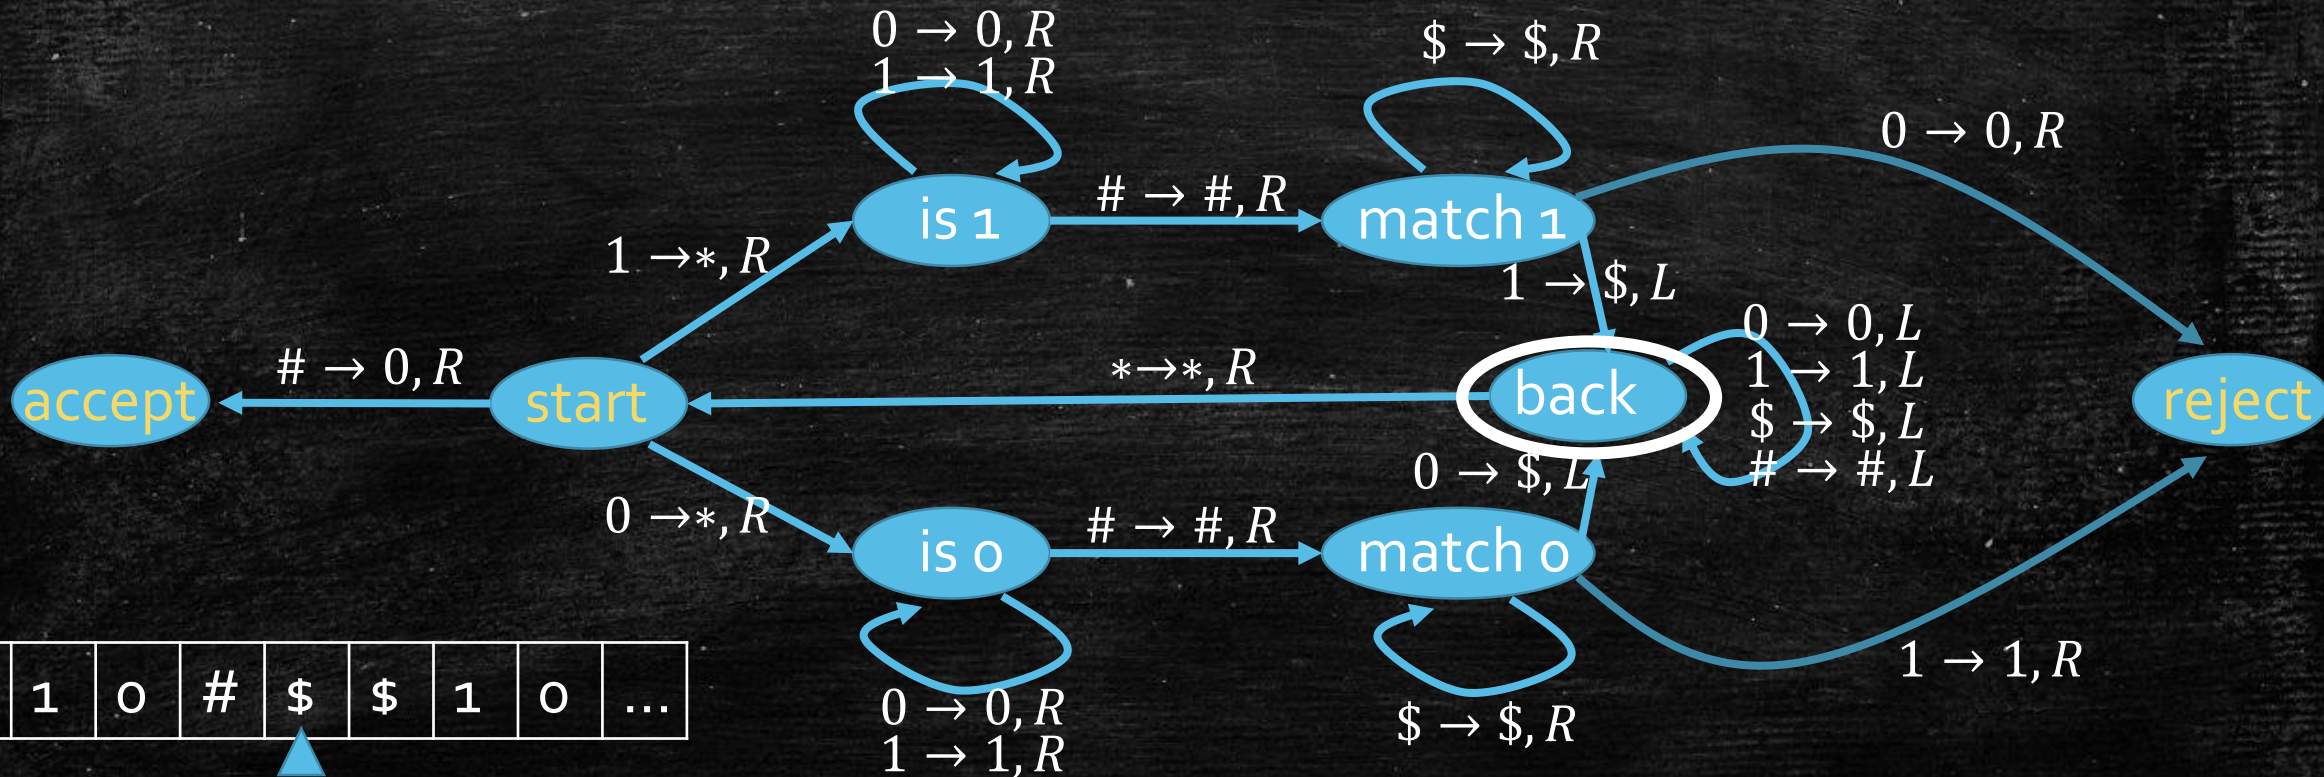 0 → 0, R
1 → 1, R
$ → $, R
0 → 0, R
# → #, R
is 1
match 1
1 →*, R
1 → $, L
0 → 0, L
1 → 1, L
$ → $, L
# → #, L
# → 0, R
*→*, R
accept
start
back
reject
0 → $, L
0 →*, R
# → #, R
is 0
match 0
1 → 1, R
0 → 0, R
1 → 1, R
$ → $, R
1 0 # $ $ 1 0 ...